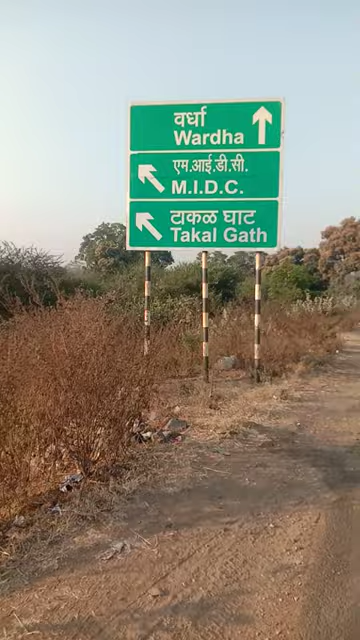 वर्धा
Wardha
एम.आई.डी.सी.
M.I.D.C.
टाकळ घाट
Takal Gath